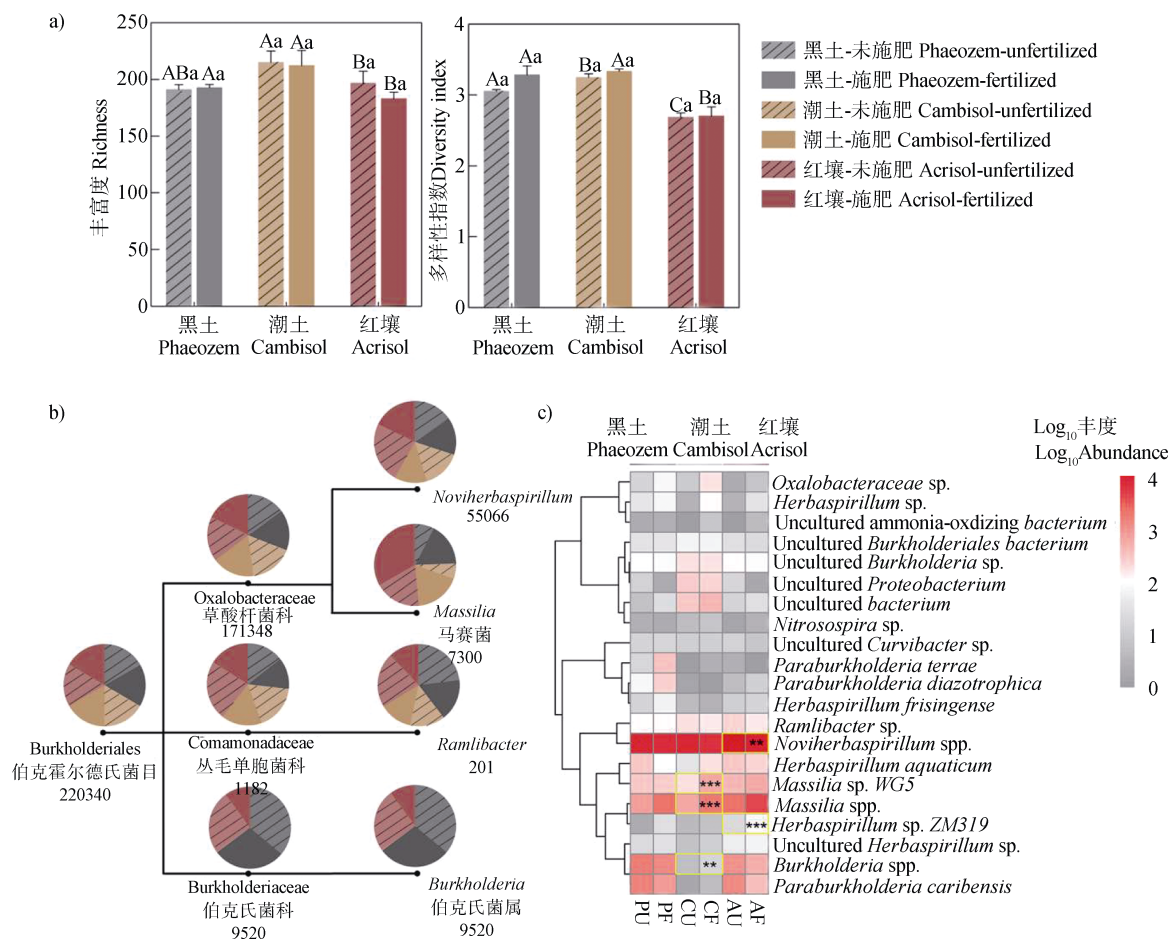 a)
丰富度 Richness
250
200
150
100
50
0
ABa Aa
Aa Aa
Ba
Ba
黑土
Phaeozem
潮土
Cambisol
红壤
Acrisol
多样性指数Diversity index
4
3
2
1
0
Aa
Aa
Ba
Aa
Ca
Ba
黑土
Phaeozem
潮土
Cambisol
红壤
Acrisol
黑土-未施肥 Phaeozem-unfertilized
黑土-施肥 Phaeozem-fertilized
潮土-未施肥 Cambisol-unfertilized
潮土-施肥 Cambisol-fertilized
红壤-未施肥 Acrisol-unfertilized
红壤-施肥 Acrisol-fertilized
b)
Noviherbaspirillum
55066
Oxalobacteraceae
草酸杆菌科
171348
Massilia
马赛菌
7300
Burkholderiales
伯克霍尔德氏菌目
220340
Comamonadaceae
丛毛单胞菌科
1182
Ramlibacter
201
Burkholderiaceae
伯克氏菌科
9520
Burkholderia
伯克氏菌属
9520
c)
黑土
Phaeozem
潮土
Cambisol
红壤
Acrisol
Log10丰度
Log10Abundance
4
3
2
1
0
Oxalobacteraceae sp.
Herbaspirillum sp.
Uncultured ammonia-oxdizing bacterium
Uncultured Burkholderiales bacterium
Uncultured Burkholderia sp.
Uncultured Proteobacterium
Uncultured bacterium
Nitrosospira sp.
Uncultured Curvibacter sp.
Paraburkholderia terrae
Paraburkholderia diazotrophica
Herbaspirillum frisingense
Ramlibacter sp.
** Noviherbaspirillum spp.
Herbaspirillum aquaticum
*** Massilia sp. WG5
*** Massilia spp.
*** Herbaspirillum sp. ZM319
Uncultured Herbaspirillum sp.
** Burkholderia spp.
Paraburkholderia caribensis
PU
PF
CU
CF
AU
AF